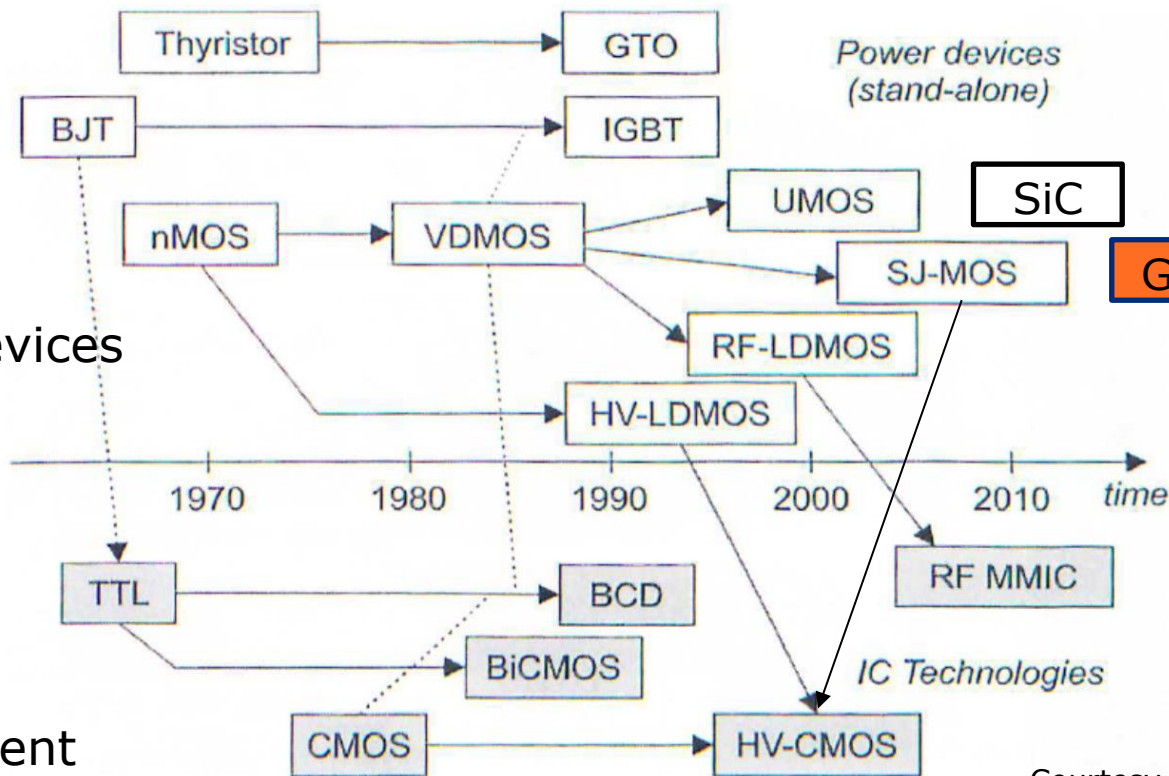 Thyristor
GTO
Power devices
(stand-alone)
BJT
IGBT
UMOS
SiC
nMOS
VDMOS
SJ-MOS
G
evices
RF-LDMOS
HV-LDMOS
1970
1980
1990
2000
2010
time
TTL
BCD
RF MMIC
BiCMOS
IC Technologies
ent
CMOS
HV-CMOS